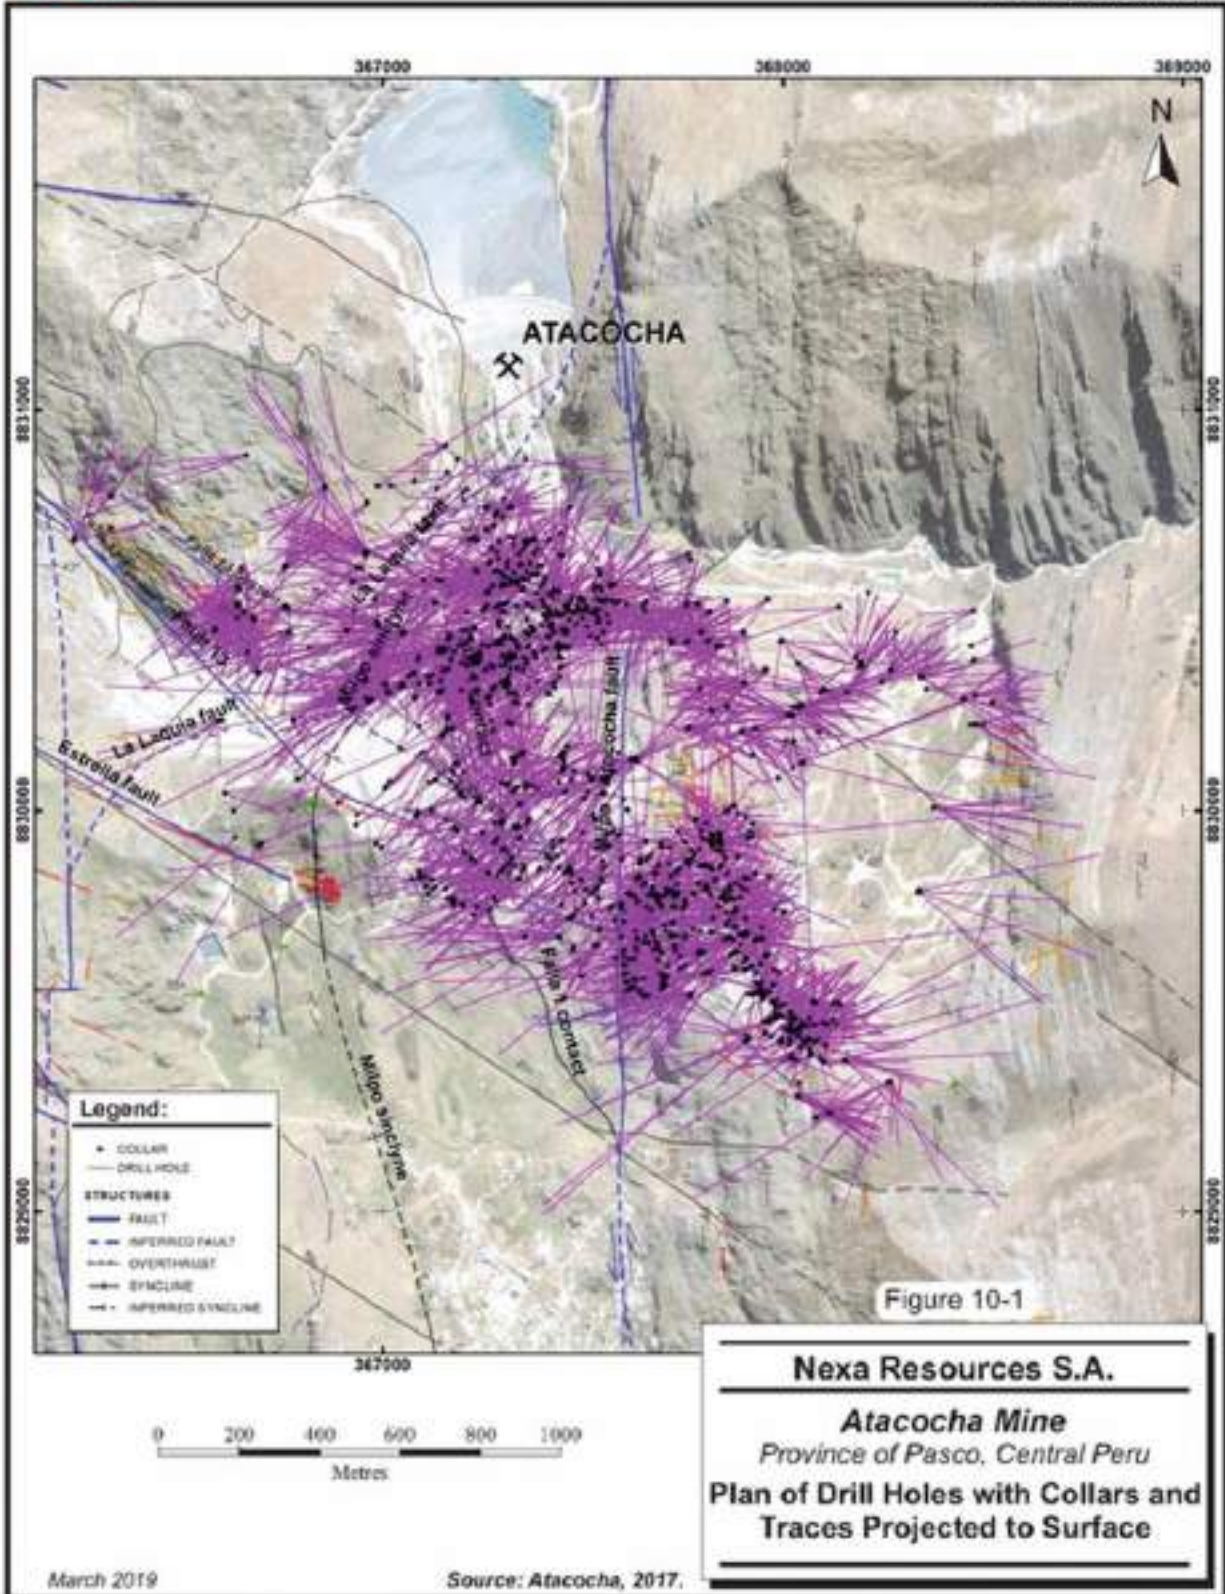 367000
368000
369000
N
ATACOCHA
8831000
8831000
La Laquia fault
Estrella fault
Atacocha fault
8830000
8830000
Falla 1 contact
Milpo sinclyne
Legend:
COLLAR
DRILL HOLE
STRUCTURES
FAULT
INFERRED FAULT
OVERTHRUST
SYNCLINE
INFERRED SYNCLINE
8829000
8829000
Figure 10-1
367000
Nexa Resources S.A.
Atacocha Mine
Province of Pasco, Central Peru
Plan of Drill Holes with Collars and
Traces Projected to Surface
0 200 400 600 800 1000
Metres
March 2019
Source: Atacocha, 2017.